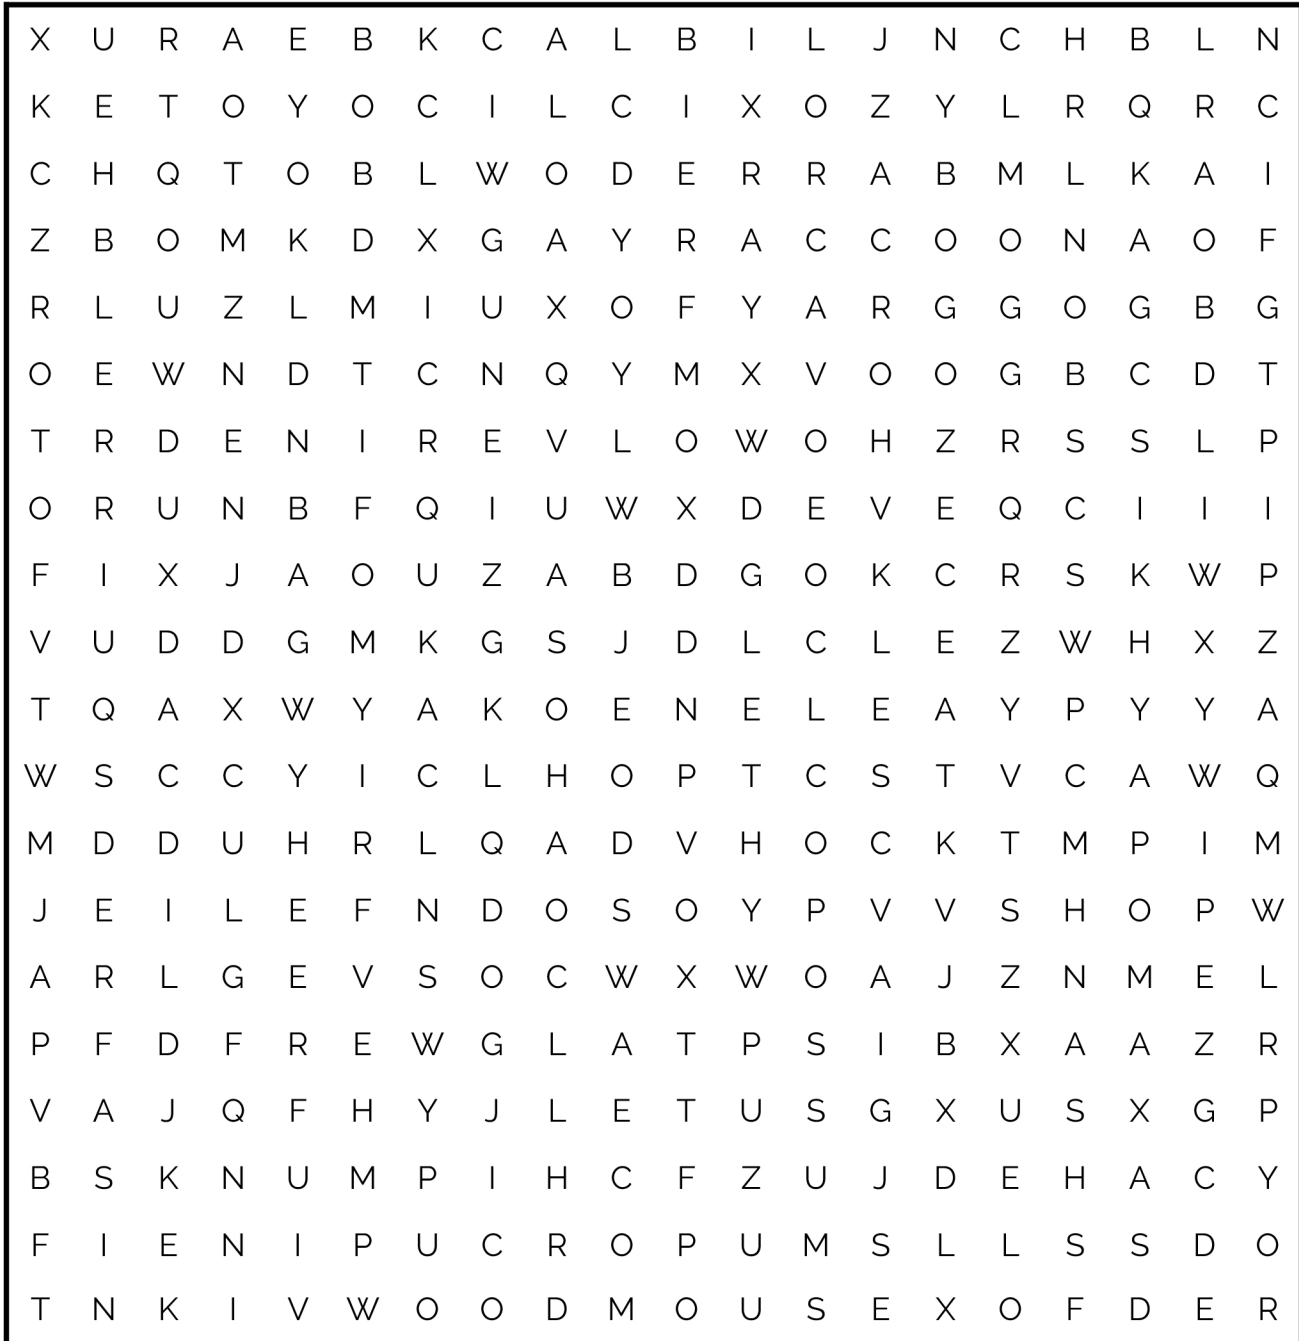 X U R A E B K C A L B I L J N C H B L N
K E T O Y O C I L C I X O Z Y L R Q R C
C H Q T O B L W O D E R R A B M L K A I
Z B O M K D X G A Y R A C C O O N A O F
R L U Z L M I U X O F Y A R G G O G B G
O E W N D T C N Q Y M X V O O G B C D T
T R D E N I R E V L O W O H Z R S S L P
O R U N B F Q I U W X D E V E Q C I I I
F I X J A O U Z A B D G O K C R S K W P
V U D D G M K G S J D L C L E Z W H X Z
T Q A X W Y A K O E N E L E A Y P Y Y A
W S C C Y I C L H O P T C S T V C A W Q
M D D U H R L Q A D V H O C K T M P I M
J E I L E F N D O S O Y P V V S H O P W
A R L G E V S O C W X W O A J Z N M E L
P F D F R E W G L A T P S I B X A A Z R
V A J Q F H Y J L E T U S G X U S X G P
B S K N U M P I H C F Z U J D E H A C Y
F I E N I P U C R O P U M S L L S S D O
T N K I V W O O D M O U S E X O F D E R